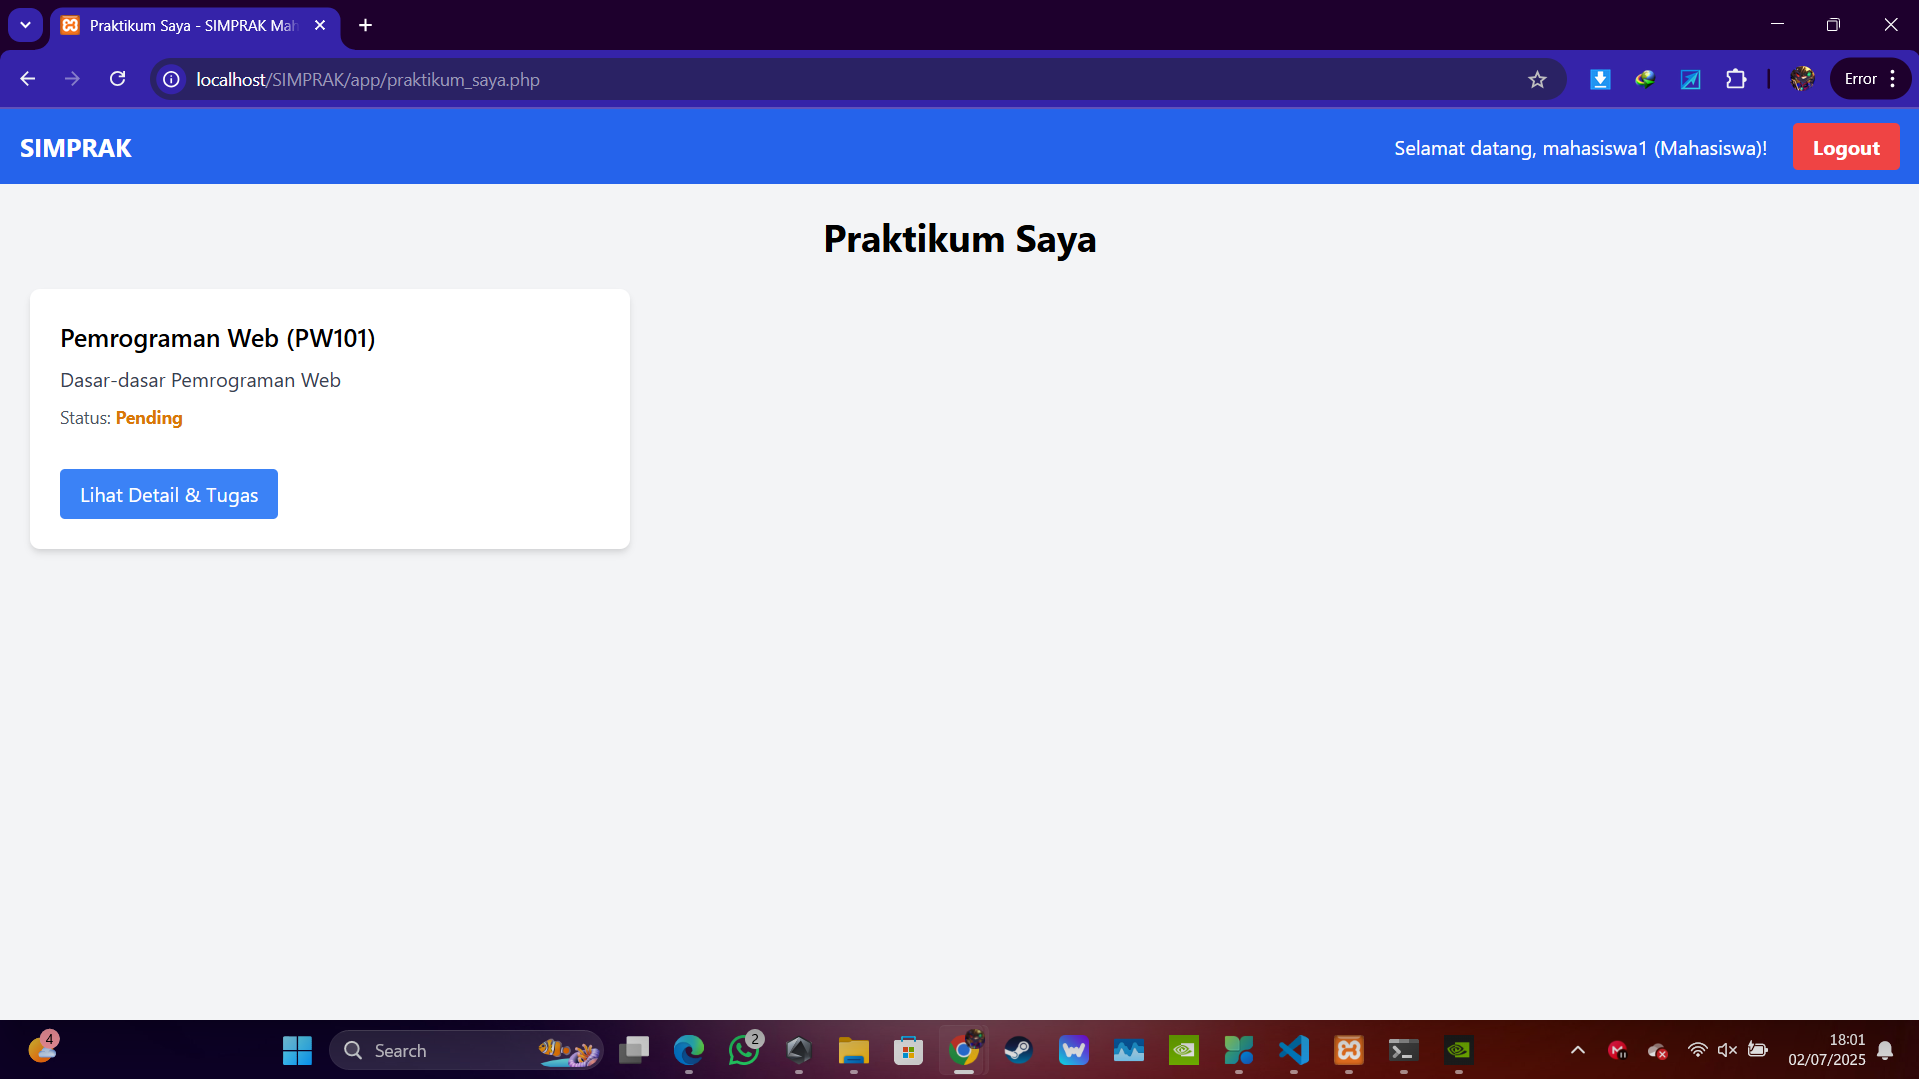 Praktikum Saya - SIMPRAK Mah
localhost/SIMPRAK/app/praktikum_saya.php
Error
SIMPRAK
Selamat datang, mahasiswa1 (Mahasiswa)!
Logout
Praktikum Saya
Pemrograman Web (PW101)
Dasar-dasar Pemrograman Web
Status: Pending
Lihat Detail & Tugas
4
Search
2
18:01
02/07/2025